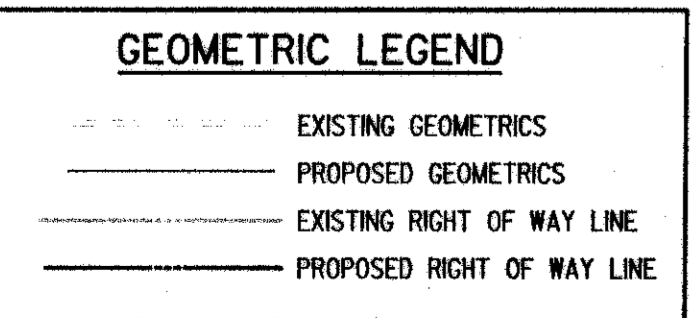 GEOMETRIC LEGEND
EXISTING GEOMETRICS
PROPOSED GEOMETRICS
EXISTING RIGHT OF WAY LINE
PROPOSED RIGHT OF WAY LINE